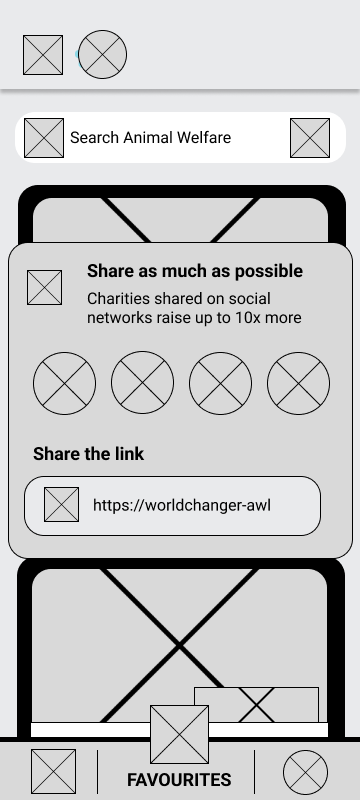 Search Animal Welfare
Share as much as possible
Charities shared on social
networks raise up to 10x more
Share the link
https://worldchanger-awl
FAVOURITES